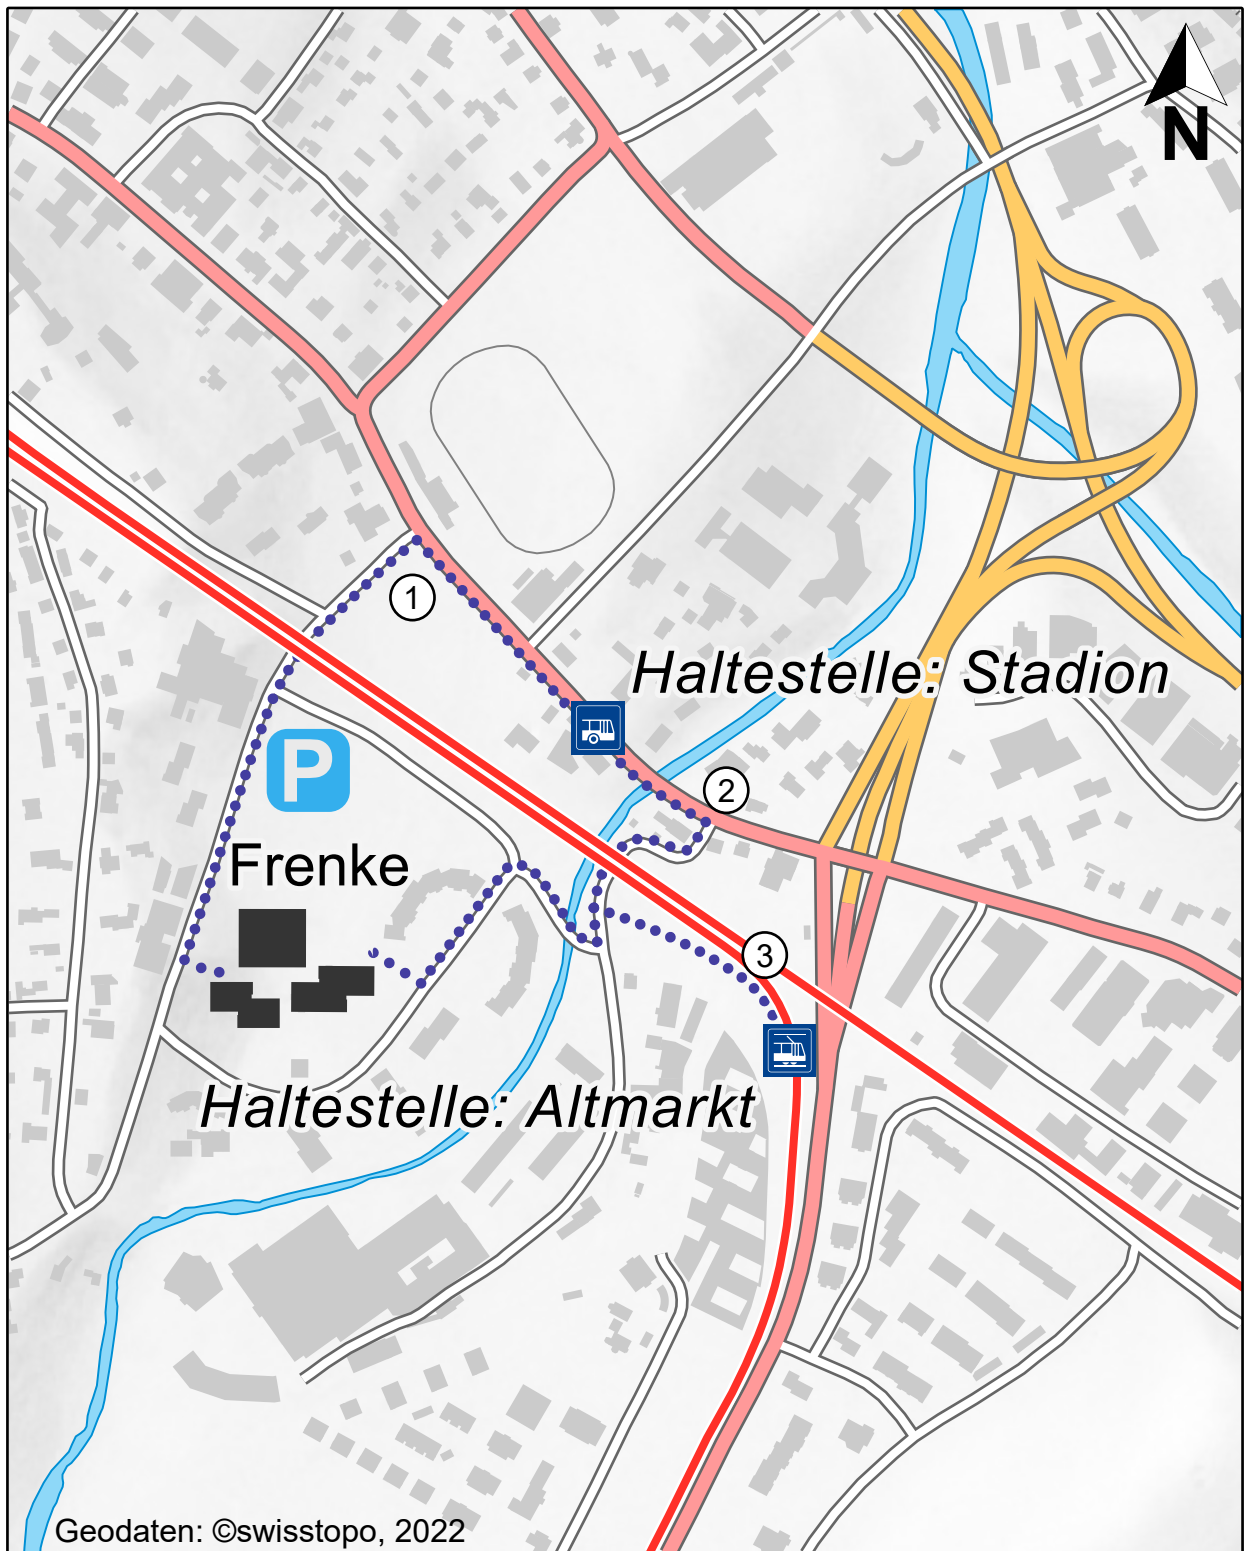 N
1
Haltestelle: Stadion
2
P
Frenke
3
Haltestelle: Altmarkt
Geodaten: ©swisstopo, 2022